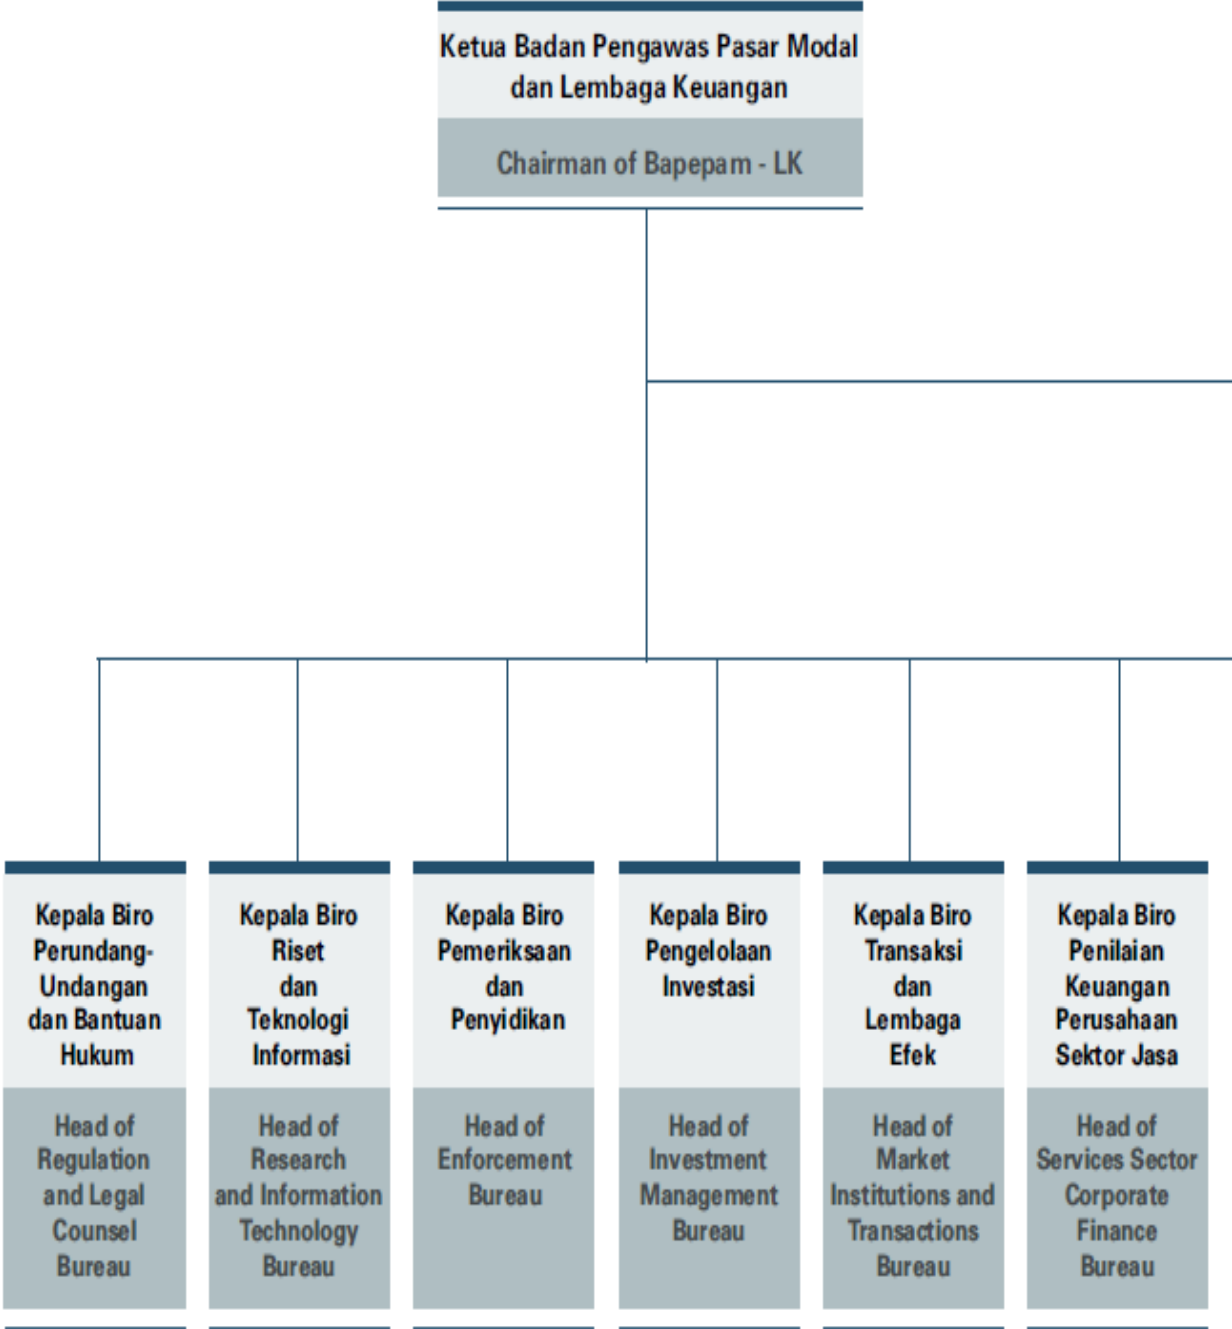 Ketua Badan Pengawas Pasar Modal
dan Lembaga Keuangan
Chairman of Bapepam - LK
Kepala Biro
Perundang-
Undangan
dan Bantuan
Hukum
Head of
Regulation
and Legal
Counsel
Bureau
Kepala Biro
Riset
dan
Teknologi
Informasi
Head of
Research
and Information
Technology
Bureau
Kepala Biro
Pemeriksaan
dan
Penyidikan
Head of
Enforcement
Bureau
Kepala Biro
Pengelolaan
Investasi
Head of
Investment
Management
Bureau
Kepala Biro
Transaksi
dan
Lembaga
Efek
Head of
Market
Institutions and
Transactions
Bureau
Kepala Biro
Penilaian
Keuangan
Perusahaan
Sektor Jasa
Head of
Services Sector
Corporate
Finance
Bureau